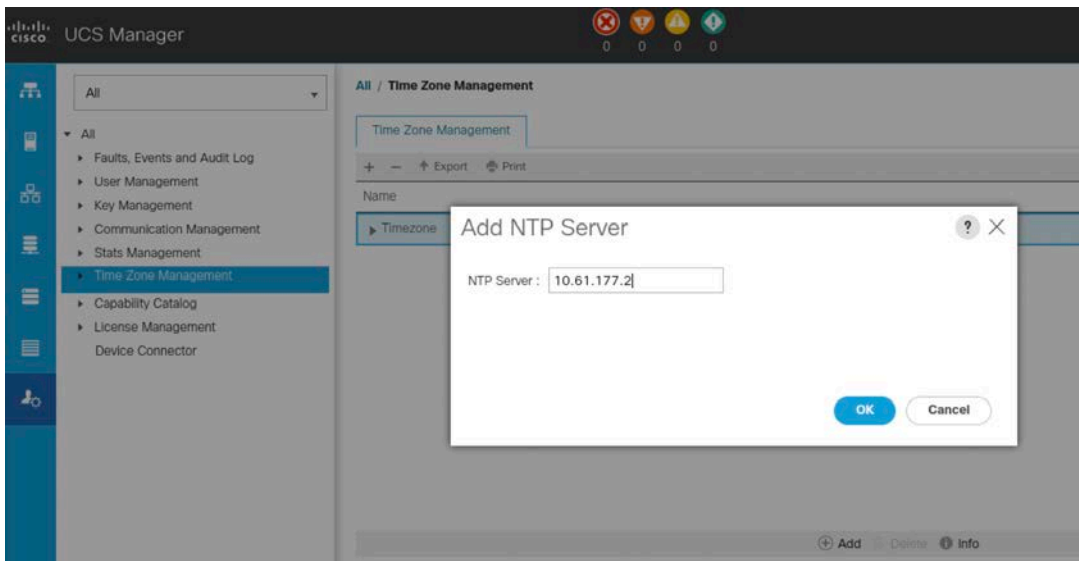 cisco UCS Manager
0 0 0 0
All
All / Time Zone Management
All
Faults, Events and Audit Log
User Management
Key Management
Communication Management
Stats Management
Time Zone Management
Capability Catalog
License Management
Device Connector
Time Zone Management
+ − Export Print
Name
Timezone
Add NTP Server ?
NTP Server : 10.61.177.2
OK Cancel
Add Delete Info